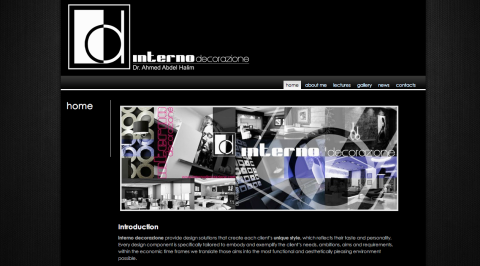 d
interno decorazione
Dr. Ahmed Abdel Halim
home about me lectures gallery news contacts
home
interno decorazione
Introduction
Interno decorazione provide design solutions that create each client's unique style, which reflects their taste and personality.
Every design component is specifically tailored to embody and exemplify the client's needs, ambitions, aims and requirements,
within the economic time frames we translate those aims into the most functional and aesthetically pleasing environment
possible.